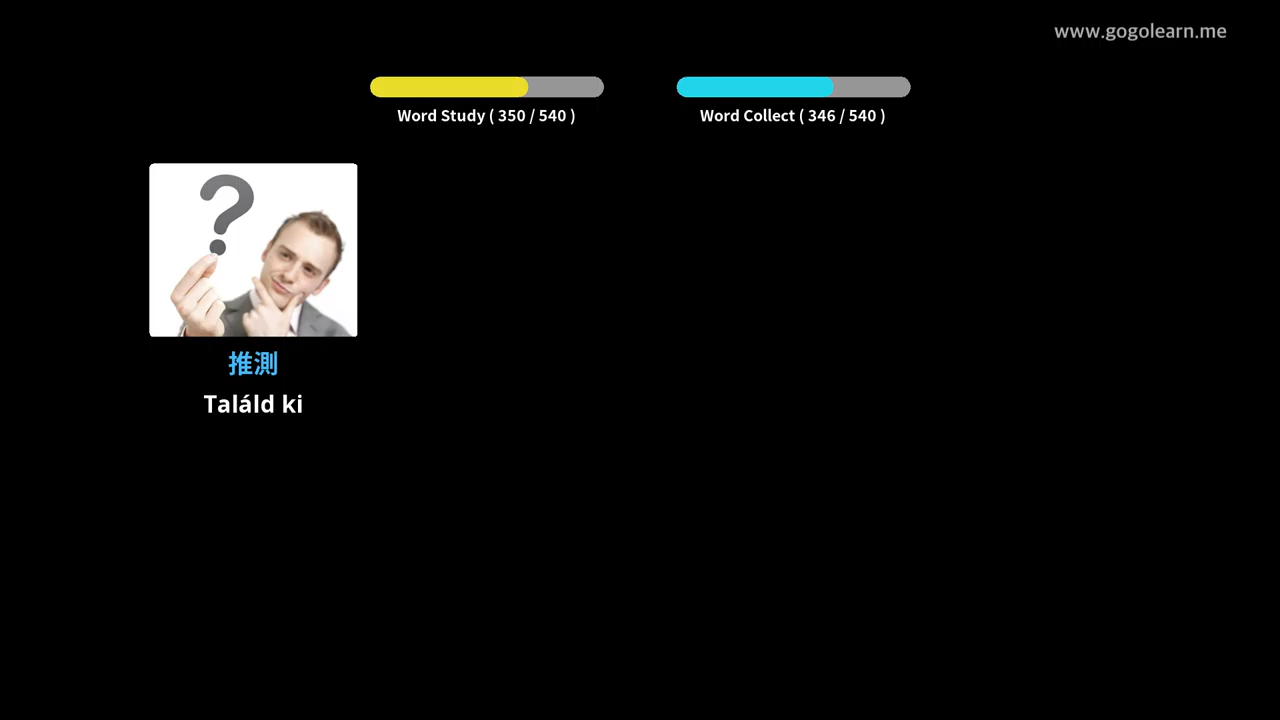 www.gogolearn.me
Word Study ( 350 / 540 )
Word Collect ( 346 / 540 )
?
推測
Találd ki